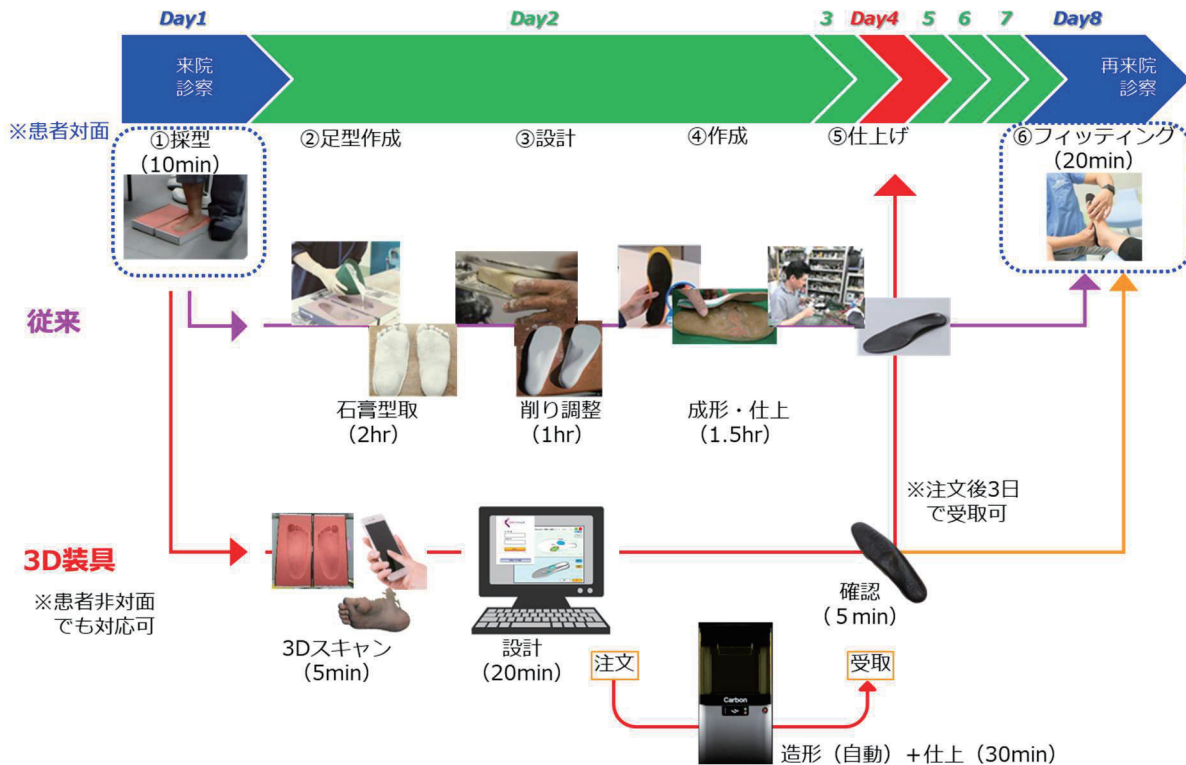 Day1
Day2
3
Day4
5
6
7
Day8
来院
診察
再来院
診察
※患者対面
①採型
(10min)
②足型作成
③設計
④作成
⑤仕上げ
⑥フィッティング
(20min)
従来
石膏型取
(2hr)
削り調整
(1hr)
成形・仕上
(1.5hr)
※注文後3日
で受取可
3D装具
※患者非対面
でも対応可
3Dスキャン
(5min)
設計
(20min)
確認
(5min)
注文
受取
Carbon
造形(自動)+仕上(30min)